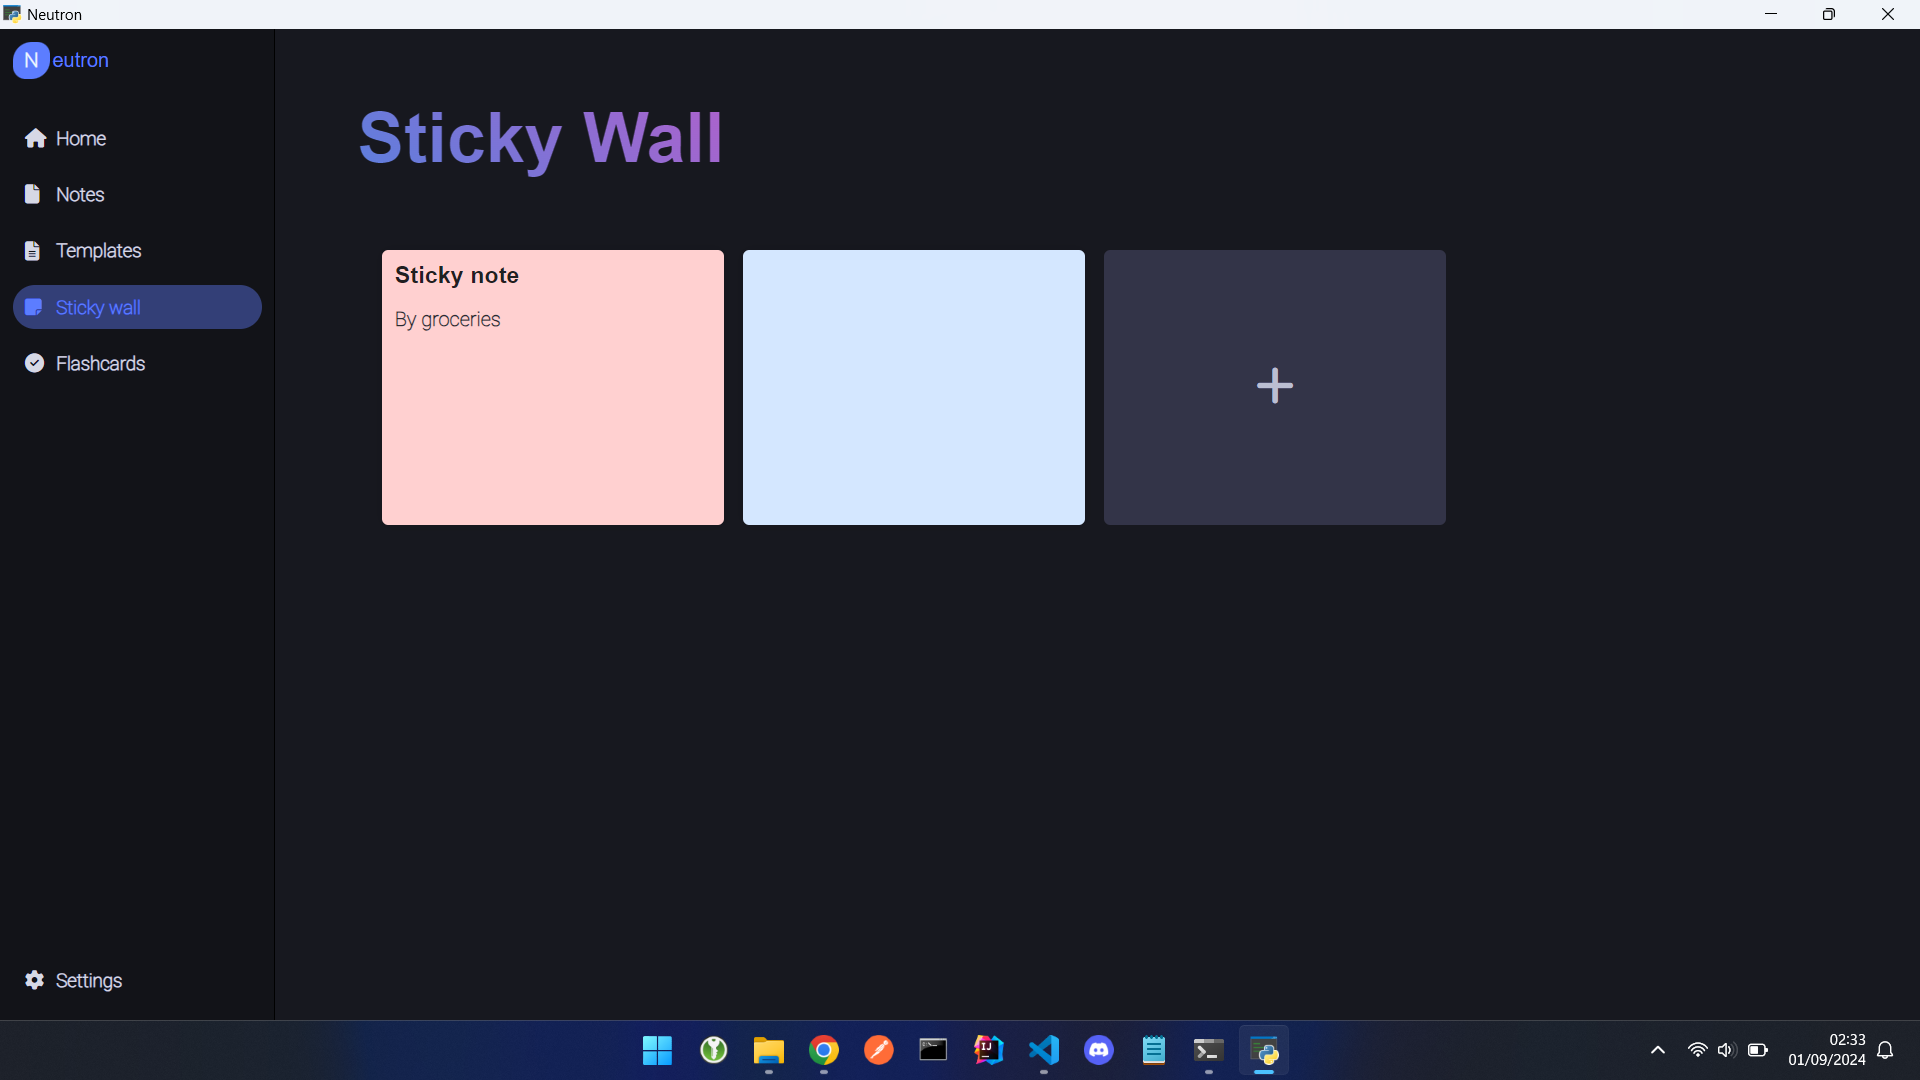 Neutron
Neutron
Home
Notes
Templates
Sticky wall
Flashcards
Settings
Sticky Wall
Sticky note
By groceries
02:33
01/09/2024